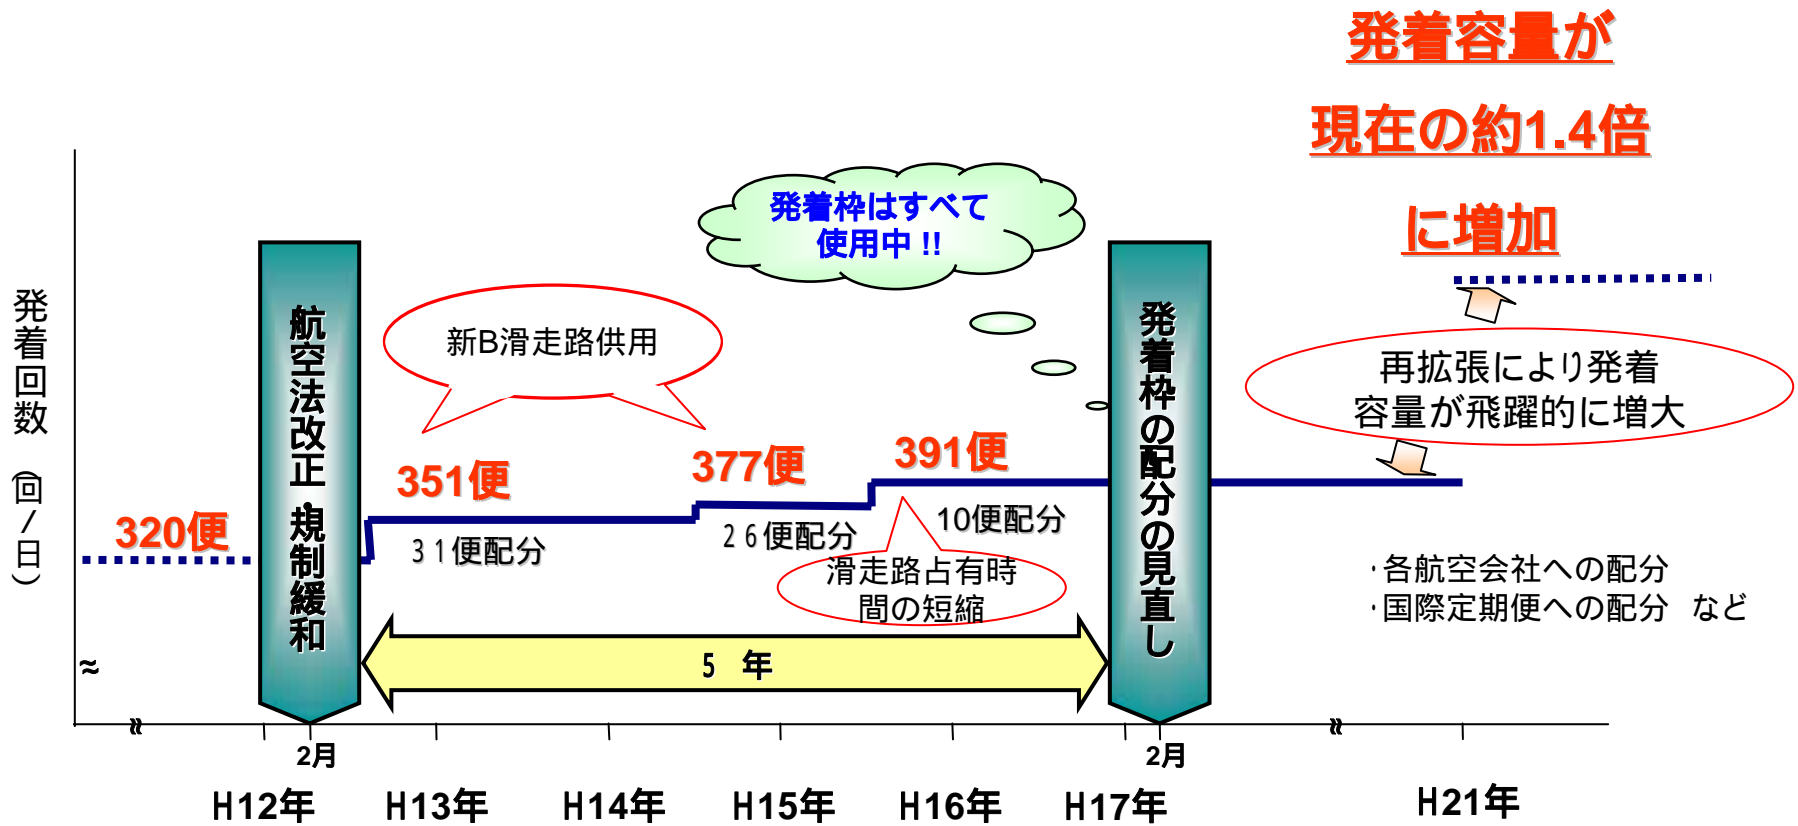 発着容量が
現在の約1.4倍
に増加
発着枠はすべて
使用中 !!
発着回数 (回/日)
航空法改正・規制緩和
新B滑走路供用
発着枠の配分の見直し
再拡張により発着
容量が飛躍的に増大
320便
351便
377便
391便
31便配分
26便配分
10便配分
滑走路占有時
間の短縮
・各航空会社への配分
・国際定期便への配分 など
5 年
≈
2月
2月
H12年
H13年
H14年
H15年
H16年
H17年
H21年